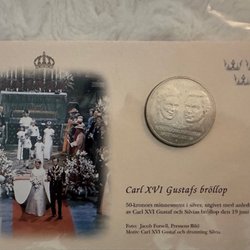 Carl XVI Gustafs bröllop
50-kronors minnesmynt i silver, utgivet med anled
av Carl XVI Gustaf och Silvias bröllop den 19 juni
Foto: Jacob Forsell, Pressens Bild
Motiv: Carl XVI Gustaf och drottning Silvia.